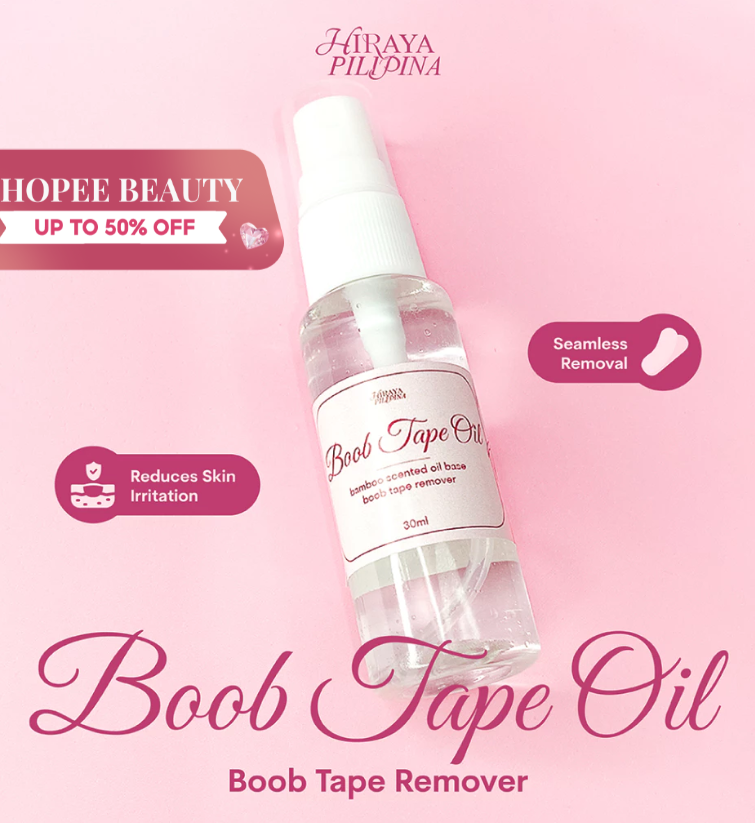 HIRAYA
PILIPINA
HOPEE BEAUTY
UP TO 50% OFF
Seamless
Removal
HIRAYA
PILIPINA
Boob Tape Oil
bamboo scented oil base
boob tape remover
30ml
Reduces Skin
Irritation
Boob Tape Oil
Boob Tape Remover